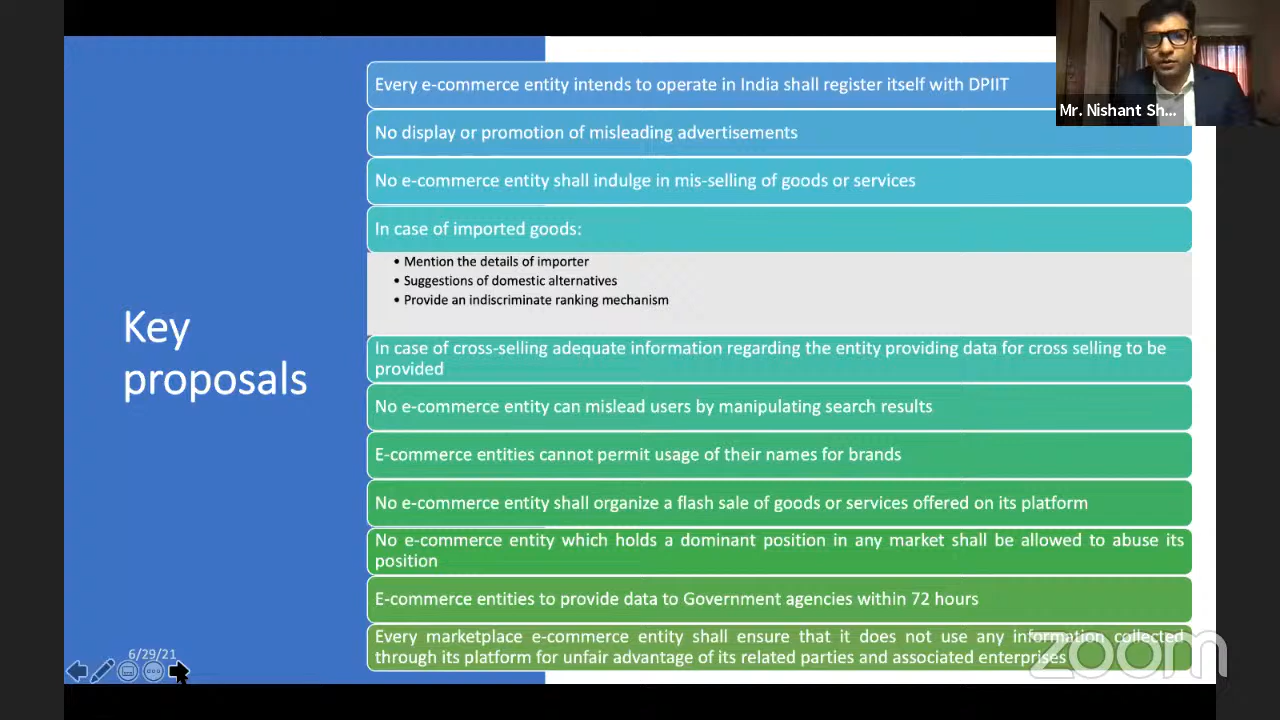 Every e-commerce entity intends to operate in India shall register itself with DPIIT
Mr. Nishant Sh...
No display or promotion of misleading advertisements
No e-commerce entity shall indulge in mis-selling of goods or services
In case of imported goods:
• Mention the details of importer
• Suggestions of domestic alternatives
• Provide an indiscriminate ranking mechanism
Key
proposals
In case of cross-selling adequate information regarding the entity providing data for cross selling to be
provided
No e-commerce entity can mislead users by manipulating search results
E-commerce entities cannot permit usage of their names for brands
No e-commerce entity shall organize a flash sale of goods or services offered on its platform
No e-commerce entity which holds a dominant position in any market shall be allowed to abuse its
position
E-commerce entities to provide data to Government agencies within 72 hours
Every marketplace e-commerce entity shall ensure that it does not use any information collected
through its platform for unfair advantage of its related parties and associated enterprises
6/29/21
zoom